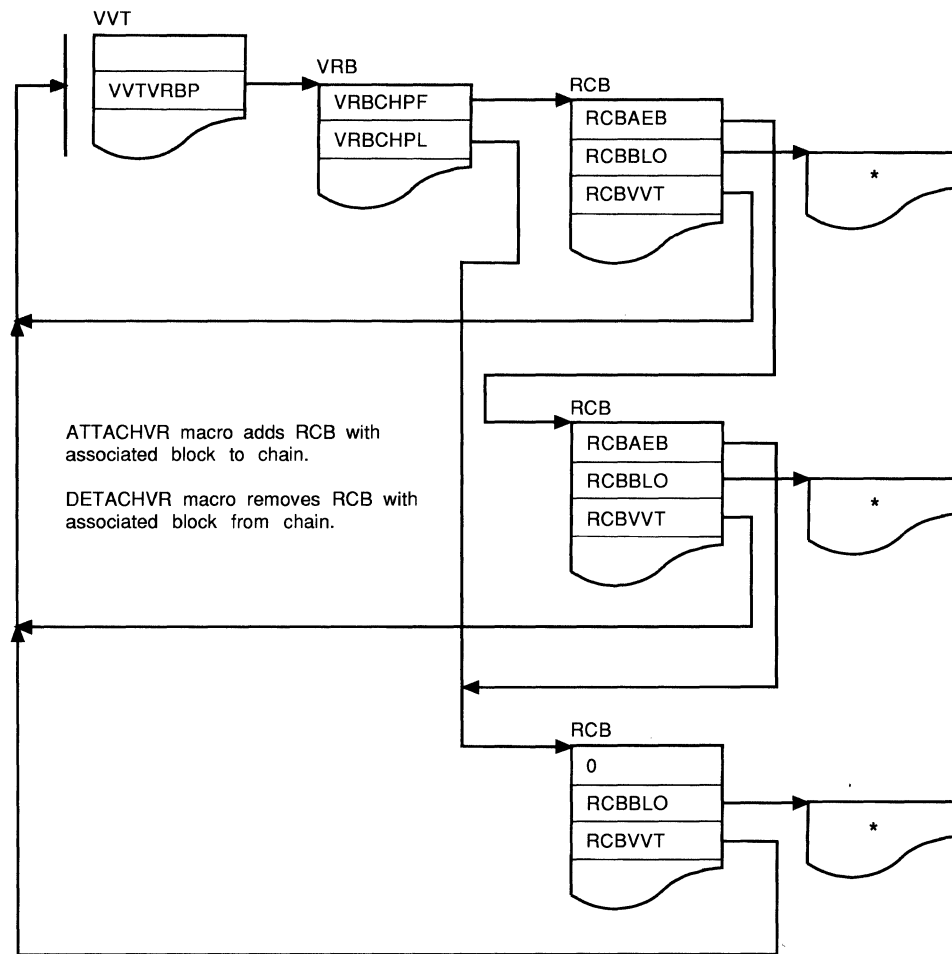 VVT
VVTVRBP
VRB
VRBCHPF
VRBCHPL
RCB
RCBAEB
RCBBLO
RCBVVT
*
ATTACHVR macro adds RCB with
associated block to chain.
DETACHVR macro removes RCB with
associated block from chain.
RCB
RCBAEB
RCBBLO
RCBVVT
*
RCB
0
RCBBLO
RCBVVT
*